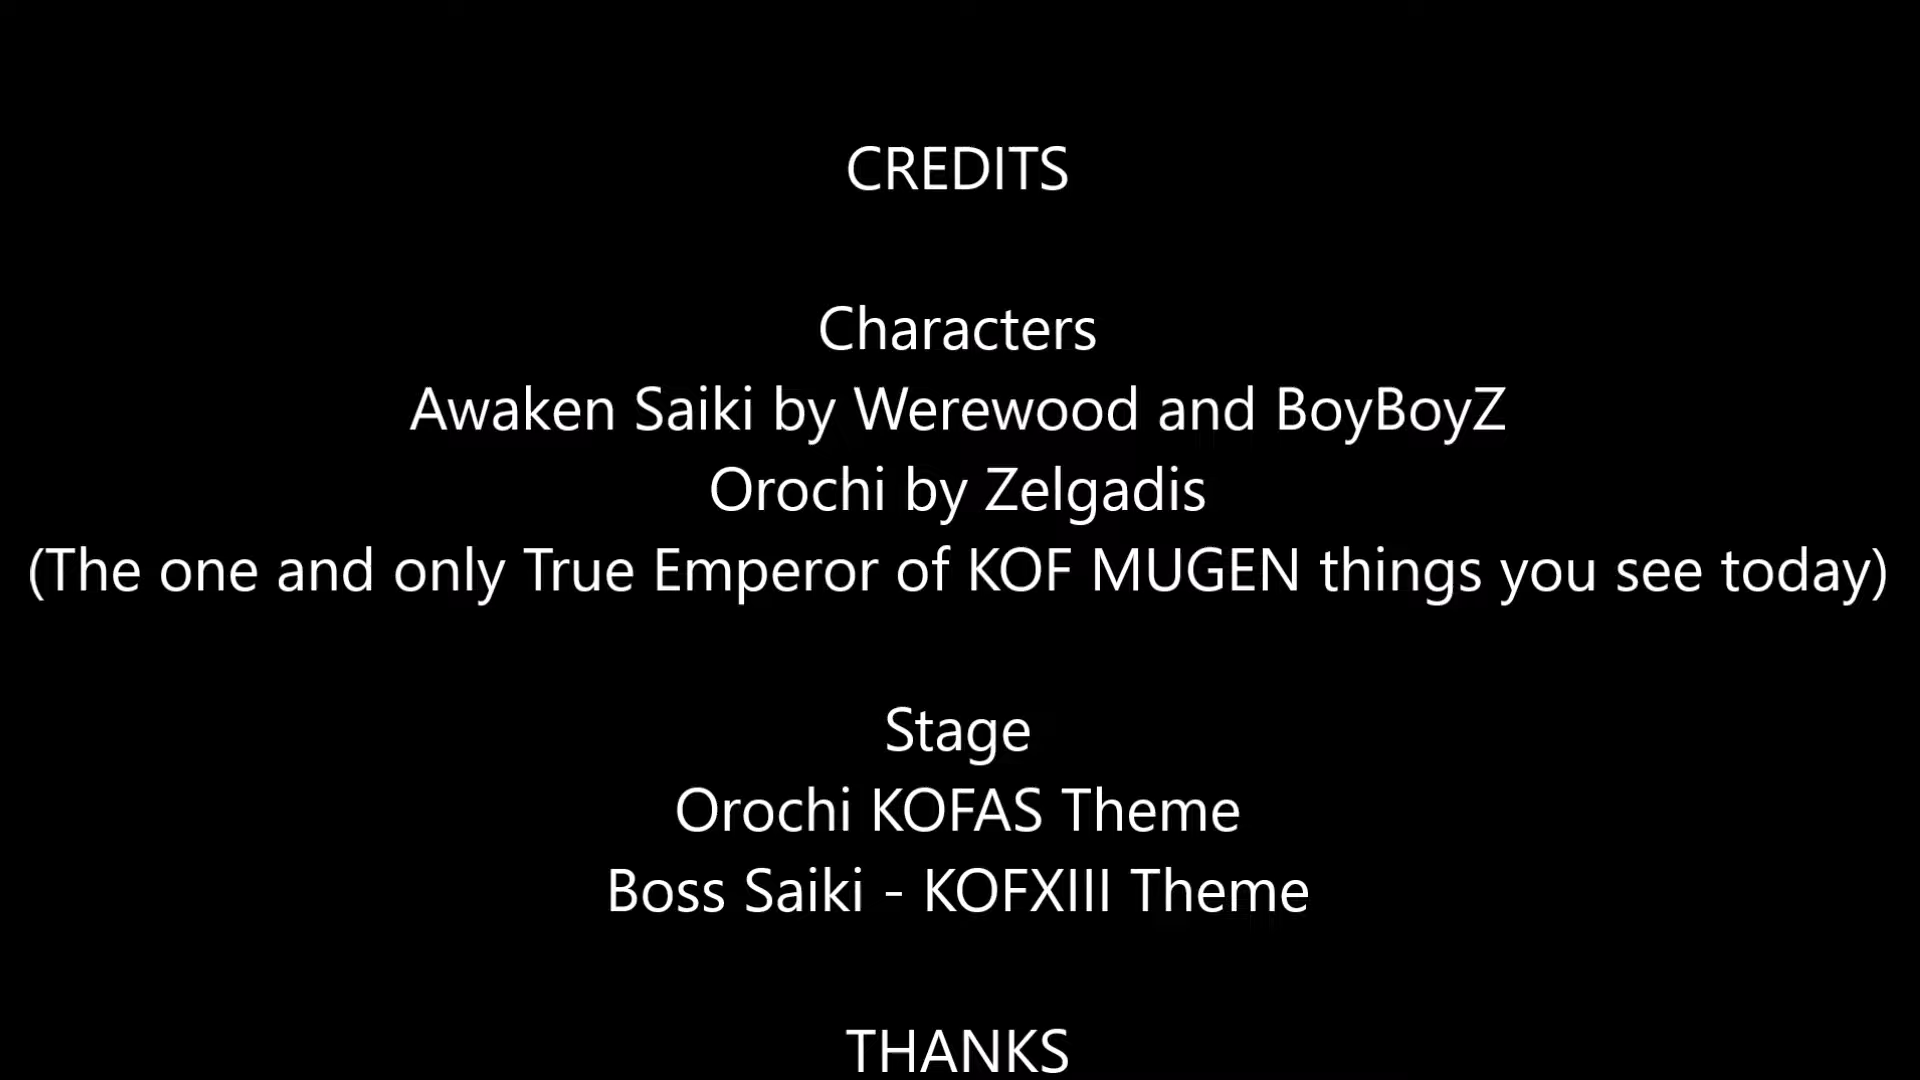 CREDITS
Characters
Awaken Saiki by Werewood and BoyBoyZ
Orochi by Zelgadis
(The one and only True Emperor of KOF MUGEN things you see today)
Stage
Orochi KOFAS Theme
Boss Saiki - KOFXIII Theme
THANKS